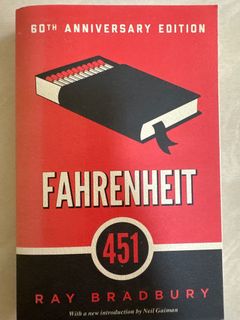 60TH ANNIVERSARY EDITION
FAHRENHEIT
451
RAY BRADBURY
With a new introduction by Neil Gaiman